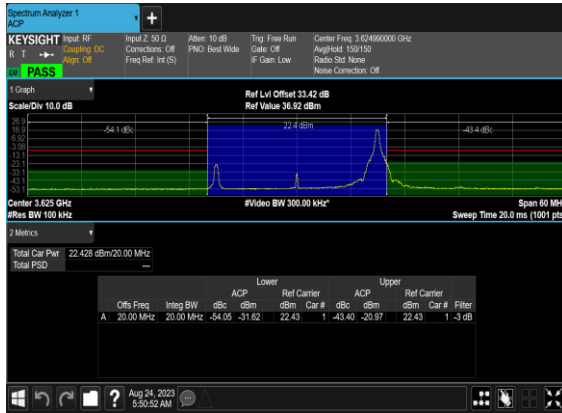 Spectrum Analyzer 1
ACP
+
KEYSIGHT Input: RF Input Z: 50 Ω Atten: 10 dB Trig: Free Run Center Freq: 3.624990000 GHz
R T Coupling: DC Corrections: Off PNO: Best Wide Gate: Off Avg|Hold: 150/150
Align: Off Freq Ref: Int (S) IF Gain: Low Radio Std: None
PASS Noise Correction: Off
1 Graph
Ref Lvl Offset 33.42 dB
Scale/Div 10.0 dB Ref Value 36.92 dBm
26.9
16.9 -54.1 dBc 22.4 dBm -43.4 dBc
6.92
-3.08
-13.1
-23.1
-33.1
-43.1
-53.1
Center 3.625 GHz #Video BW 300.00 kHz* Span 60 MH
#Res BW 100 kHz Sweep Time 20.0 ms (1001 pts
2 Metrics
Total Car Pwr 22.428 dBm/20.00 MHz
Total PSD —
Lower Upper
ACP Ref Carrier ACP Ref Carrier
Offs Freq Integ BW dBc dBm dBm Car # dBc dBm dBm Car # Filter
A 20.00 MHz 20.00 MHz -54.05 -31.62 22.43 1 -43.40 -20.97 22.43 1 -3 dB
? Aug 24, 2023
5:50:52 AM